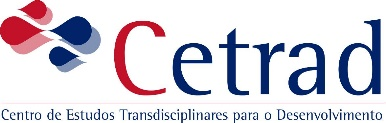 Cetrad
Centro de Estudos Transdisciplinares para o Desenvolvimento